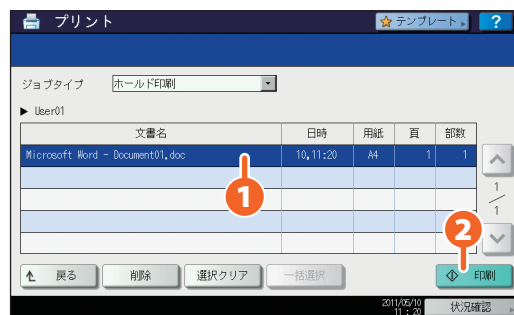 プリント
テンプレート
?
ジョブタイプ
ホールド印刷
User01
文書名 日時 用紙 頁 部数
Microsoft Word - Document01.doc 10,11:20 A4 1 1
1
1
1
2
戻る 削除 選択クリア 一括選択 印刷
2011/05/10
11:20
状況確認